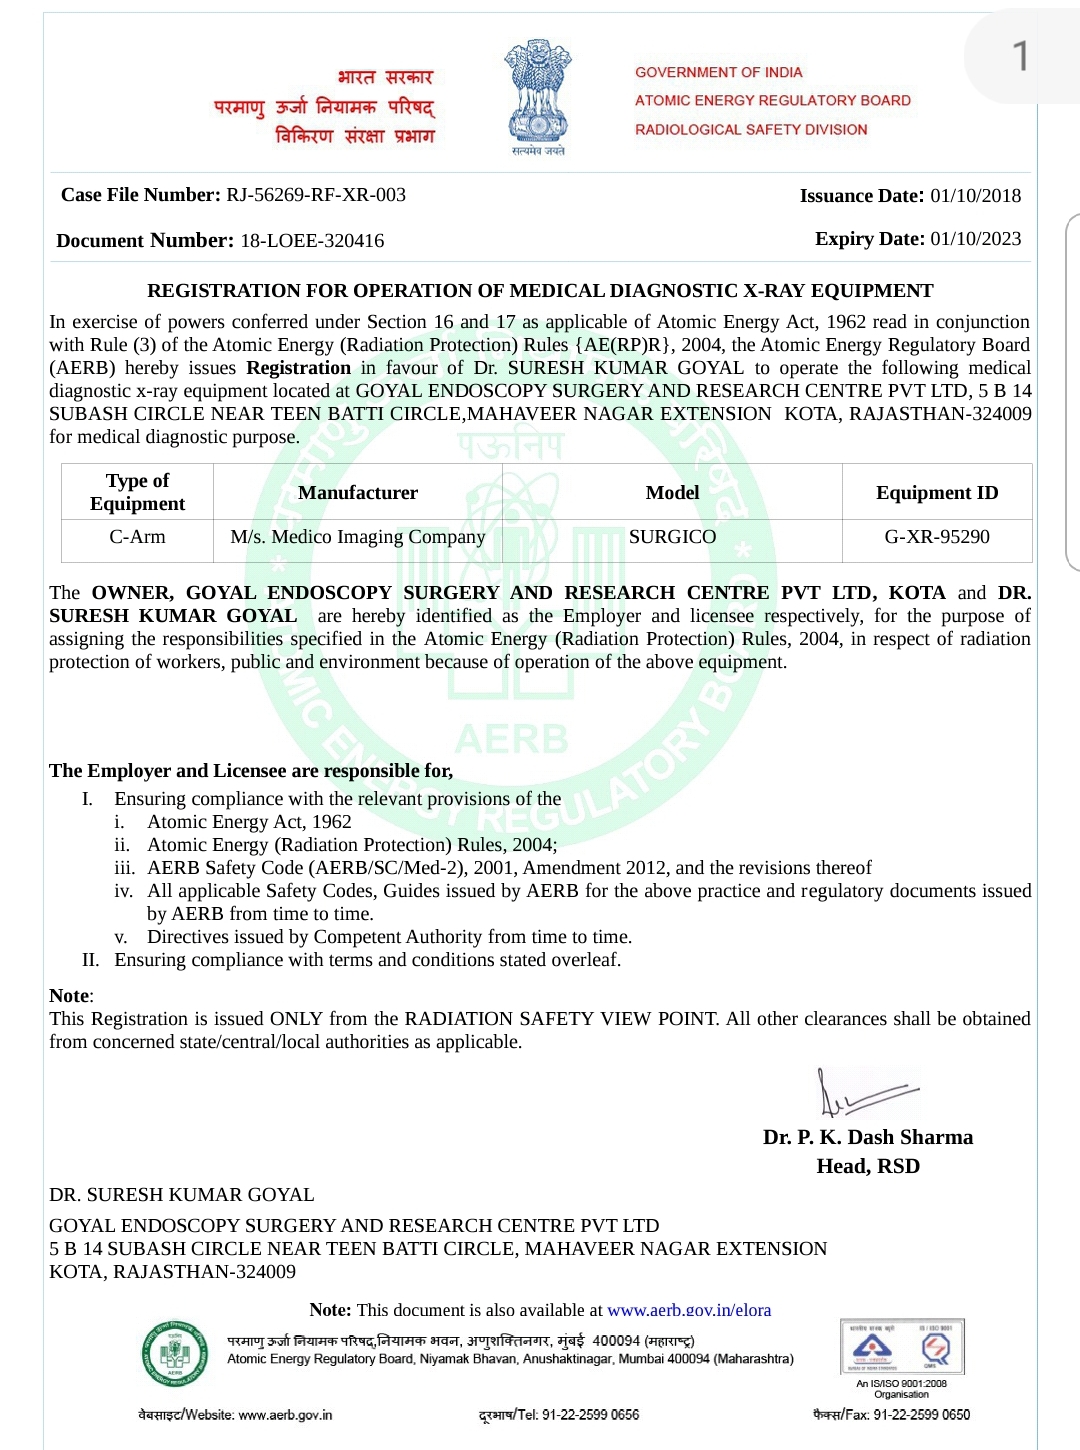 1
भारत सरकार
परमाणु ऊर्जा नियामक परिषद्
विकिरण संरक्षा प्रभाग
सत्यमेव जयते
GOVERNMENT OF INDIA
ATOMIC ENERGY REGULATORY BOARD
RADIOLOGICAL SAFETY DIVISION
Case File Number: RJ-56269-RF-XR-003
Issuance Date: 01/10/2018
Document Number: 18-LOEE-320416
Expiry Date: 01/10/2023
REGISTRATION FOR OPERATION OF MEDICAL DIAGNOSTIC X-RAY EQUIPMENT
In exercise of powers conferred under Section 16 and 17 as applicable of Atomic Energy Act, 1962 read in conjunction
with Rule (3) of the Atomic Energy (Radiation Protection) Rules {AE(RP)R}, 2004, the Atomic Energy Regulatory Board
(AERB) hereby issues Registration in favour of Dr. SURESH KUMAR GOYAL to operate the following medical
diagnostic x-ray equipment located at GOYAL ENDOSCOPY SURGERY AND RESEARCH CENTRE PVT LTD, 5 B 14
SUBASH CIRCLE NEAR TEEN BATTI CIRCLE,MAHAVEER NAGAR EXTENSION KOTA, RAJASTHAN-324009
for medical diagnostic purpose.
पऊनिप
Type of Equipment Manufacturer Model Equipment ID
C-Arm M/s. Medico Imaging Company SURGICO G-XR-95290
The OWNER, GOYAL ENDOSCOPY SURGERY AND RESEARCH CENTRE PVT LTD, KOTA and DR.
SURESH KUMAR GOYAL are hereby identified as the Employer and licensee respectively, for the purpose of
assigning the responsibilities specified in the Atomic Energy (Radiation Protection) Rules, 2004, in respect of radiation
protection of workers, public and environment because of operation of the above equipment.
AERB
ATOMIC ENERGY REGULATORY BOARD
The Employer and Licensee are responsible for,
I. Ensuring compliance with the relevant provisions of the
i. Atomic Energy Act, 1962
ii. Atomic Energy (Radiation Protection) Rules, 2004;
iii. AERB Safety Code (AERB/SC/Med-2), 2001, Amendment 2012, and the revisions thereof
iv. All applicable Safety Codes, Guides issued by AERB for the above practice and regulatory documents issued
by AERB from time to time.
v. Directives issued by Competent Authority from time to time.
II. Ensuring compliance with terms and conditions stated overleaf.
Note:
This Registration is issued ONLY from the RADIATION SAFETY VIEW POINT. All other clearances shall be obtained
from concerned state/central/local authorities as applicable.
Dr. P. K. Dash Sharma
Head, RSD
DR. SURESH KUMAR GOYAL
GOYAL ENDOSCOPY SURGERY AND RESEARCH CENTRE PVT LTD
5 B 14 SUBASH CIRCLE NEAR TEEN BATTI CIRCLE, MAHAVEER NAGAR EXTENSION
KOTA, RAJASTHAN-324009
Note: This document is also available at www.aerb.gov.in/elora
परमाणु ऊर्जा नियामक परिषद,नियामक भवन, अणुशक्तिनगर, मुंबई 400094 (महाराष्ट्र)
Atomic Energy Regulatory Board, Niyamak Bhavan, Anushaktinagar, Mumbai 400094 (Maharashtra)
IS / ISO 9001
An IS/ISO 9001:2008
Organisation
वेबसाइट/Website: www.aerb.gov.in
दूरभाष/Tel: 91-22-2599 0656
फैक्स/Fax: 91-22-2599 0650